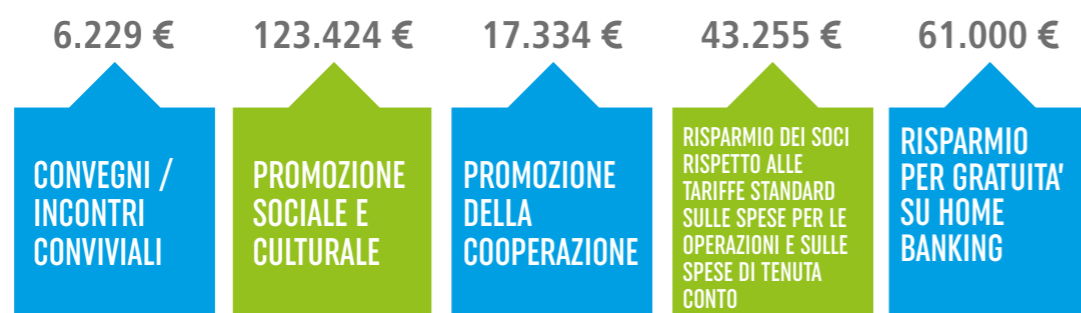 6.229 €
123.424 €
17.334 €
43.255 €
61.000 €
CONVEGNI /
INCONTRI
CONVIVIALI
PROMOZIONE
SOCIALE E
CULTURALE
PROMOZIONE
DELLA
COOPERAZIONE
RISPARMIO DEI SOCI
RISPETTO ALLE
TARIFFE STANDARD
SULLE SPESE PER LE
OPERAZIONI E SULLE
SPESE DI TENUTA
CONTO
RISPARMIO
PER GRATUITA'
SU HOME
BANKING